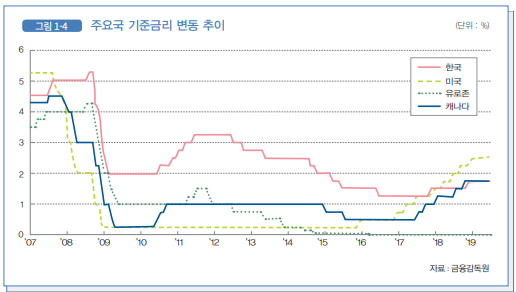 그림 1-4 주요국 기준금리 변동 추이 (단위 : %)
6
5
4
3
2
1
0
한국
미국
유로존
캐나다
'07 '08 '09 '10 '11 '12 '13 '14 '15 '16 '17 '18 '19
자료 : 금융감독원